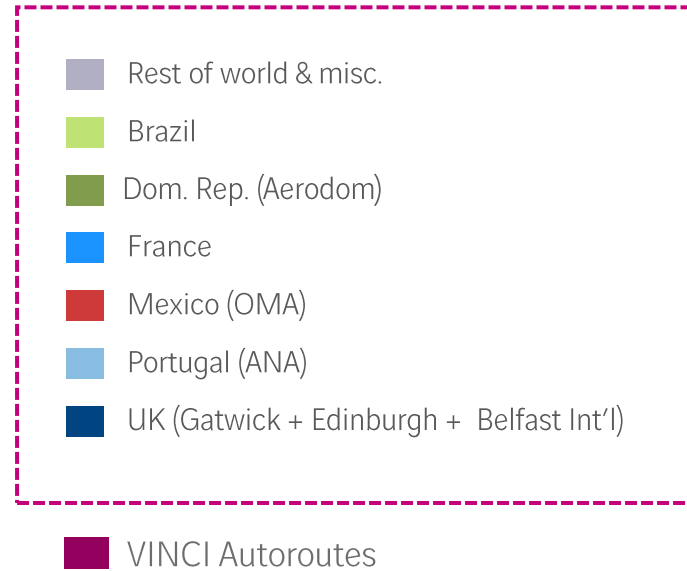 Rest of world & misc.
Brazil
Dom. Rep. (Aerodom)
France
Mexico (OMA)
Portugal (ANA)
UK (Gatwick + Edinburgh + Belfast Int'l)
VINCI Autoroutes